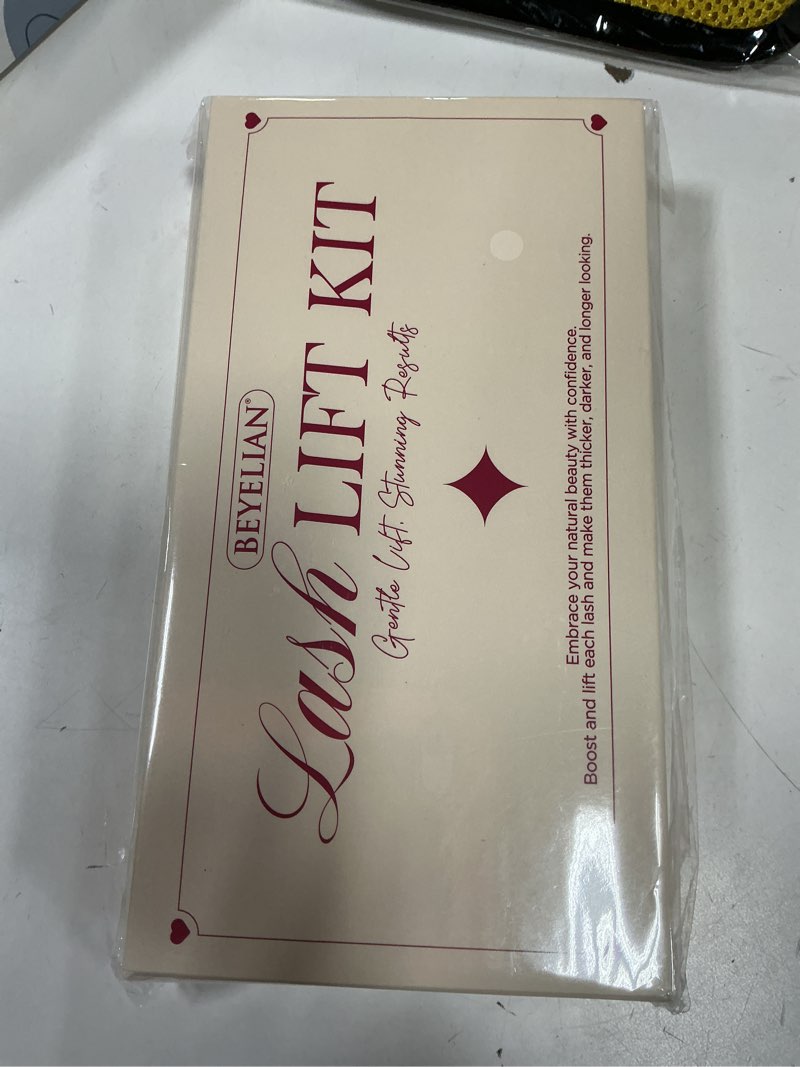 BEYELIAN®
Lash LIFT KIT
Gentle Lift, Stunning Results
Embrace your natural beauty with confidence.
Boost and lift each lash and make them thicker, darker, and longer looking.